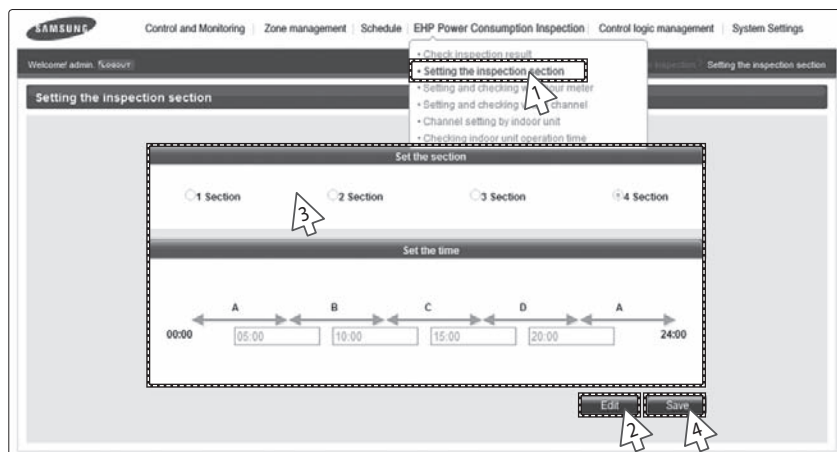 SAMSUNG
Control and Monitoring | Zone management | Schedule | EHP Power Consumption Inspection | Control logic management | System Settings
Welcome! admin. LOGOUT
Inspection Setting the inspection section
• Check inspection result
• Setting the inspection section
• Setting and checking hour meter
• Setting and checking channel
• Channel setting by indoor unit
• Checking indoor unit operation time
1
Setting the inspection section
Set the section
1 Section 2 Section 3 Section 4 Section
3
Set the time
A B C D A
00:00 05:00 10:00 15:00 20:00 24:00
Edit Save
2 4